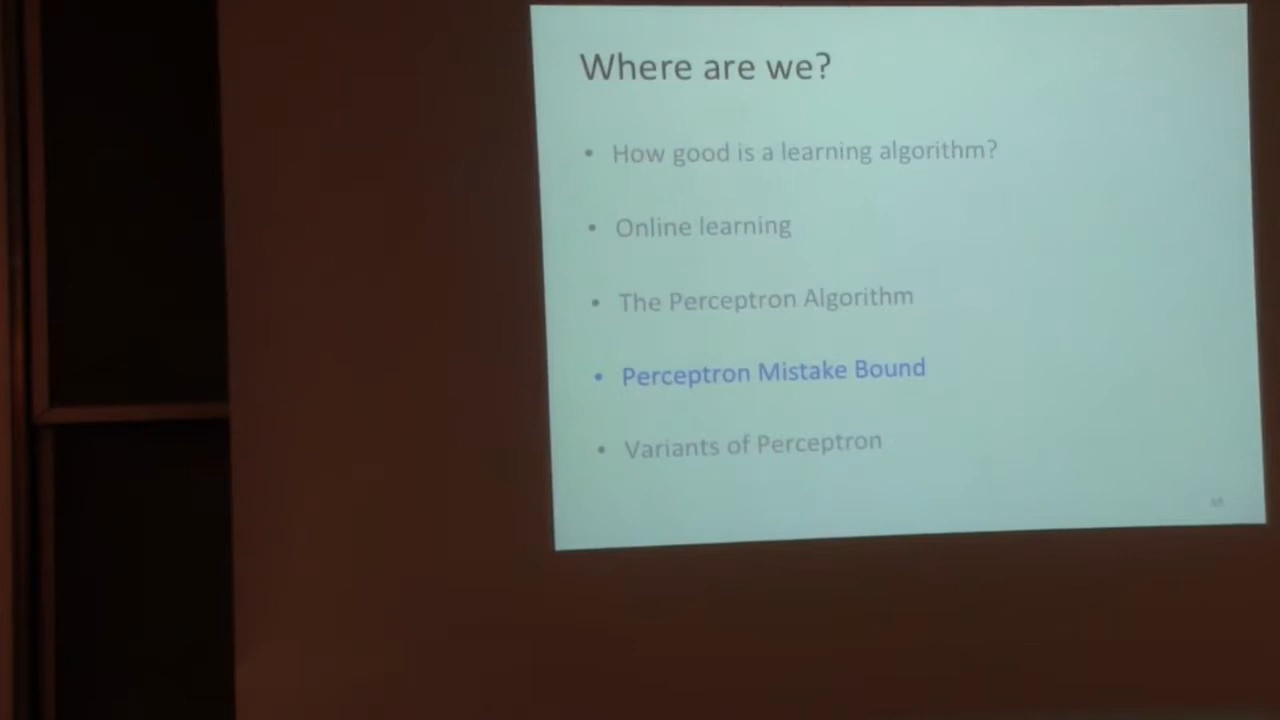 Where are we?
• How good is a learning algorithm?
• Online learning
• The Perceptron Algorithm
• Perceptron Mistake Bound
• Variants of Perceptron